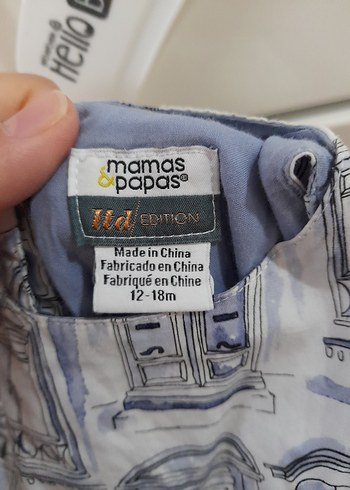 Hello
mamas
&papas®
ltd/EDITION
Made in China
Fabricado en China
Fabriqué en Chine
12-18m